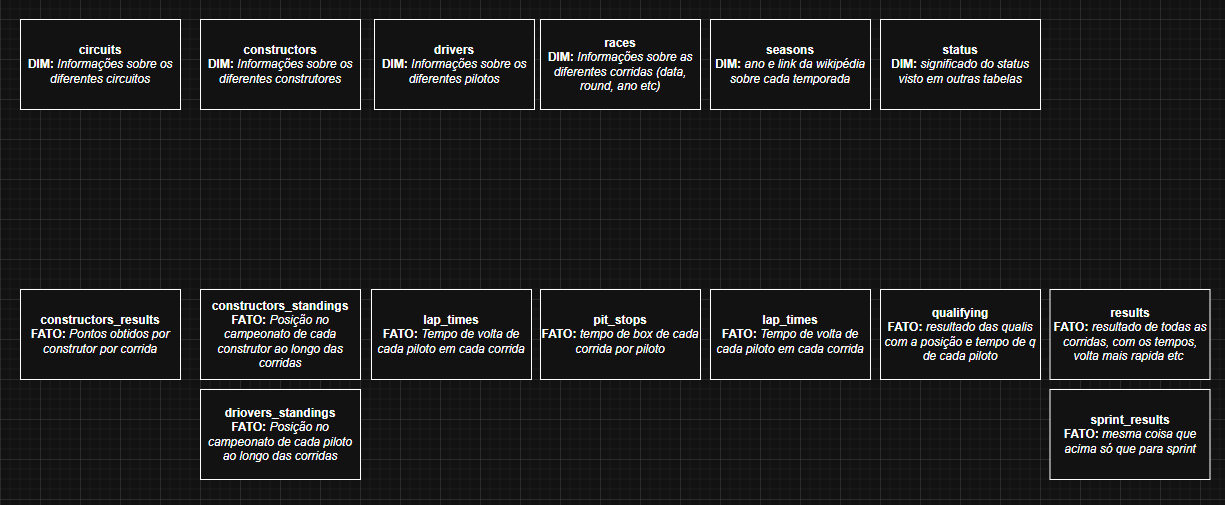 circuits
DIM: Informações sobre os
diferentes circuitos
constructors
DIM: Informações sobre os
diferentes construtores
drivers
DIM: Informações sobre os
diferentes pilotos
races
DIM: Informações sobre as
diferentes corridas (data,
round, ano etc)
seasons
DIM: ano e link da wikipédia
sobre cada temporada
status
DIM: significado do status
visto em outras tabelas
constructors_results
FATO: Pontos obtidos por
construtor por corrida
constructors_standings
FATO: Posição no
campeonato de cada
construtor ao longo das
corridas
lap_times
FATO: Tempo de volta de
cada piloto em cada corrida
pit_stops
FATO: tempo de box de cada
corrida por piloto
lap_times
FATO: Tempo de volta de
cada piloto em cada corrida
qualifying
FATO: resultado das qualis
com a posição e tempo de q
de cada piloto
results
FATO: resultado de todas as
corridas, com os tempos,
volta mais rapida etc
driovers_standings
FATO: Posição no
campeonato de cada piloto
ao longo das corridas
sprint_results
FATO: mesma coisa que
acima só que para sprint